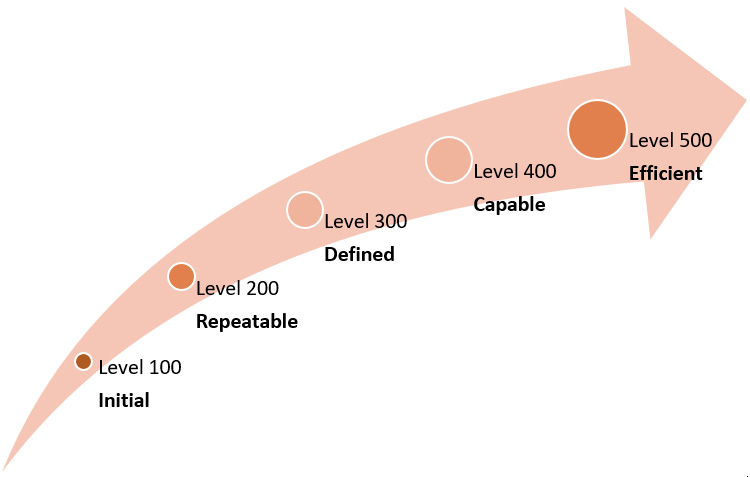 Level 500
Efficient
Level 400
Capable
Level 300
Defined
Level 200
Repeatable
Level 100
Initial